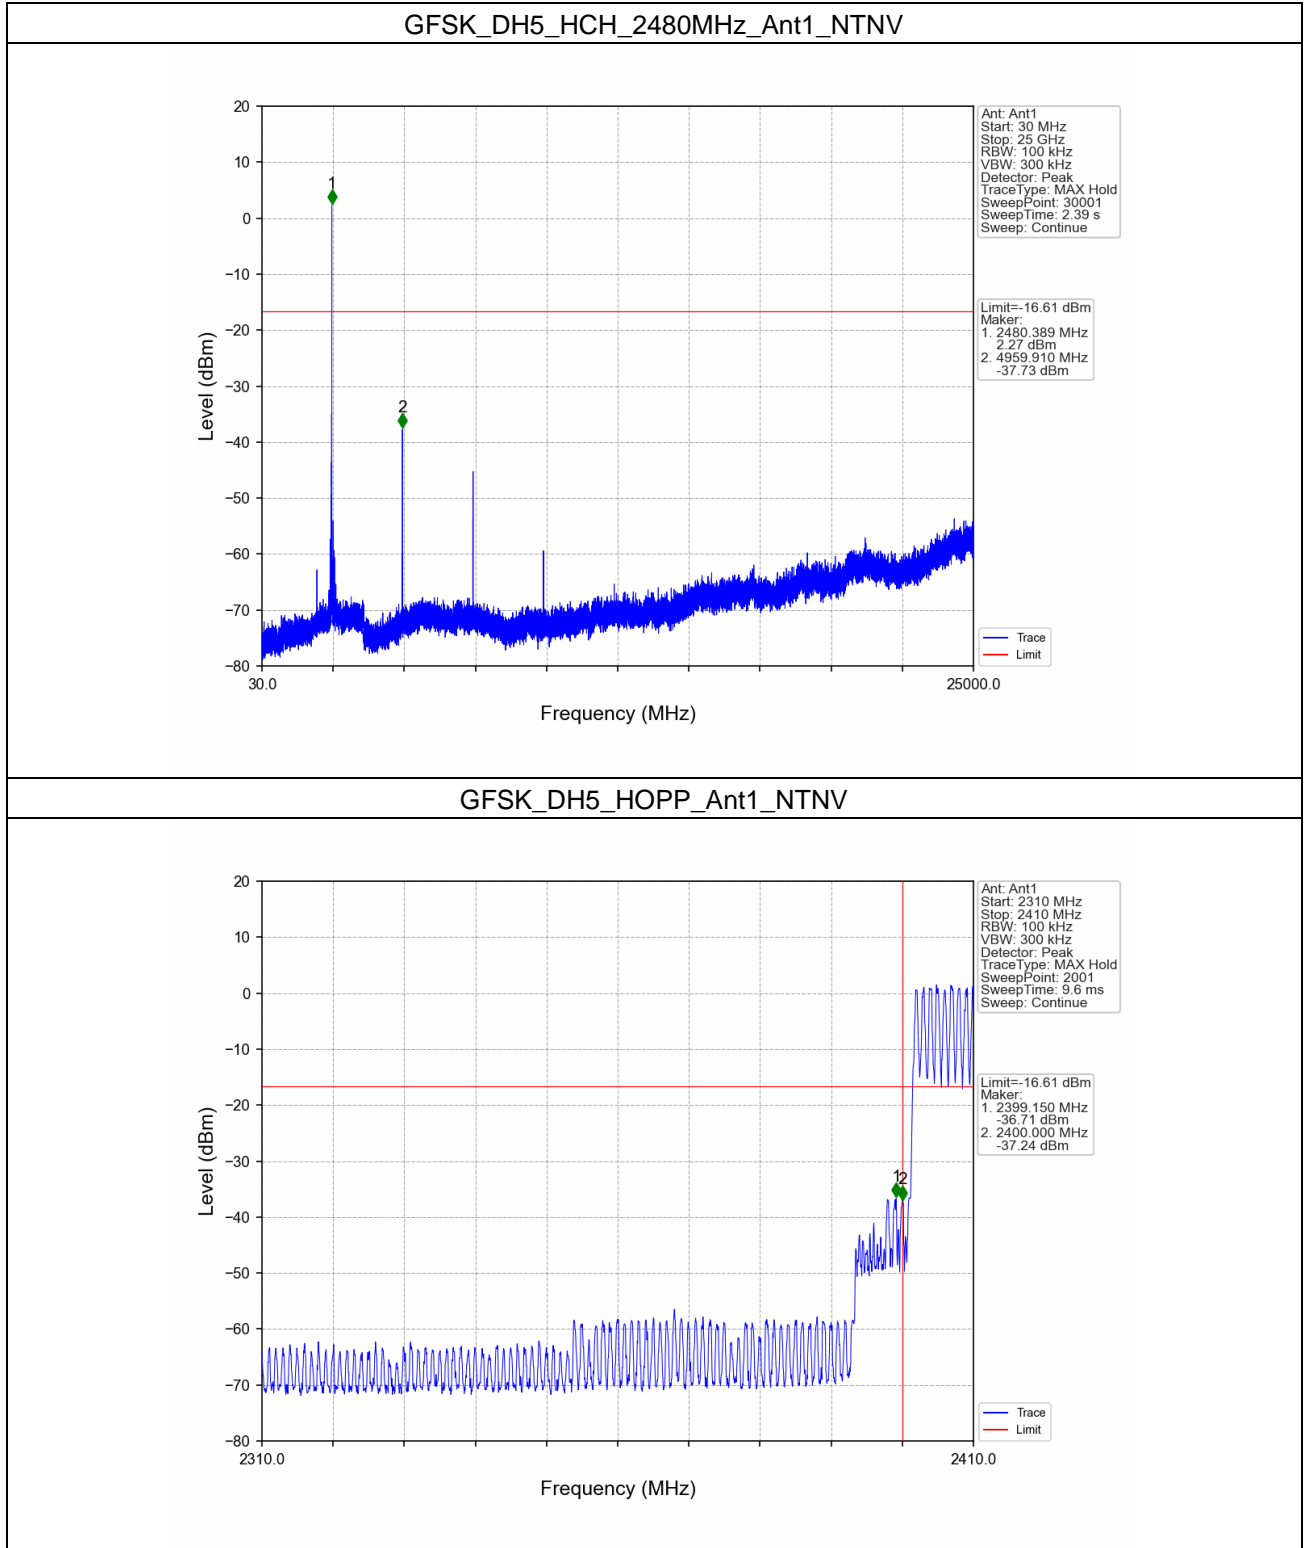 GFSK_DH5_HCH_2480MHz_Ant1_NTNV
20
10
0
−10
−20
−30
−40
−50
−60
−70
−80
Level (dBm)
1
2
30.0
25000.0
Frequency (MHz)
Ant: Ant1
Start: 30 MHz
Stop: 25 GHz
RBW: 100 kHz
VBW: 300 kHz
Detector: Peak
TraceType: MAX Hold
SweepPoint: 30001
SweepTime: 2.39 s
Sweep: Continue
Limit=-16.61 dBm
Maker:
1. 2480.389 MHz
2.27 dBm
2. 4959.910 MHz
-37.73 dBm
Trace
Limit
GFSK_DH5_HOPP_Ant1_NTNV
20
10
0
−10
−20
−30
−40
−50
−60
−70
−80
Level (dBm)
1
2
2310.0
2410.0
Frequency (MHz)
Ant: Ant1
Start: 2310 MHz
Stop: 2410 MHz
RBW: 100 kHz
VBW: 300 kHz
Detector: Peak
TraceType: MAX Hold
SweepPoint: 2001
SweepTime: 9.6 ms
Sweep: Continue
Limit=-16.61 dBm
Maker:
1. 2399.150 MHz
-36.71 dBm
2. 2400.000 MHz
-37.24 dBm
Trace
Limit